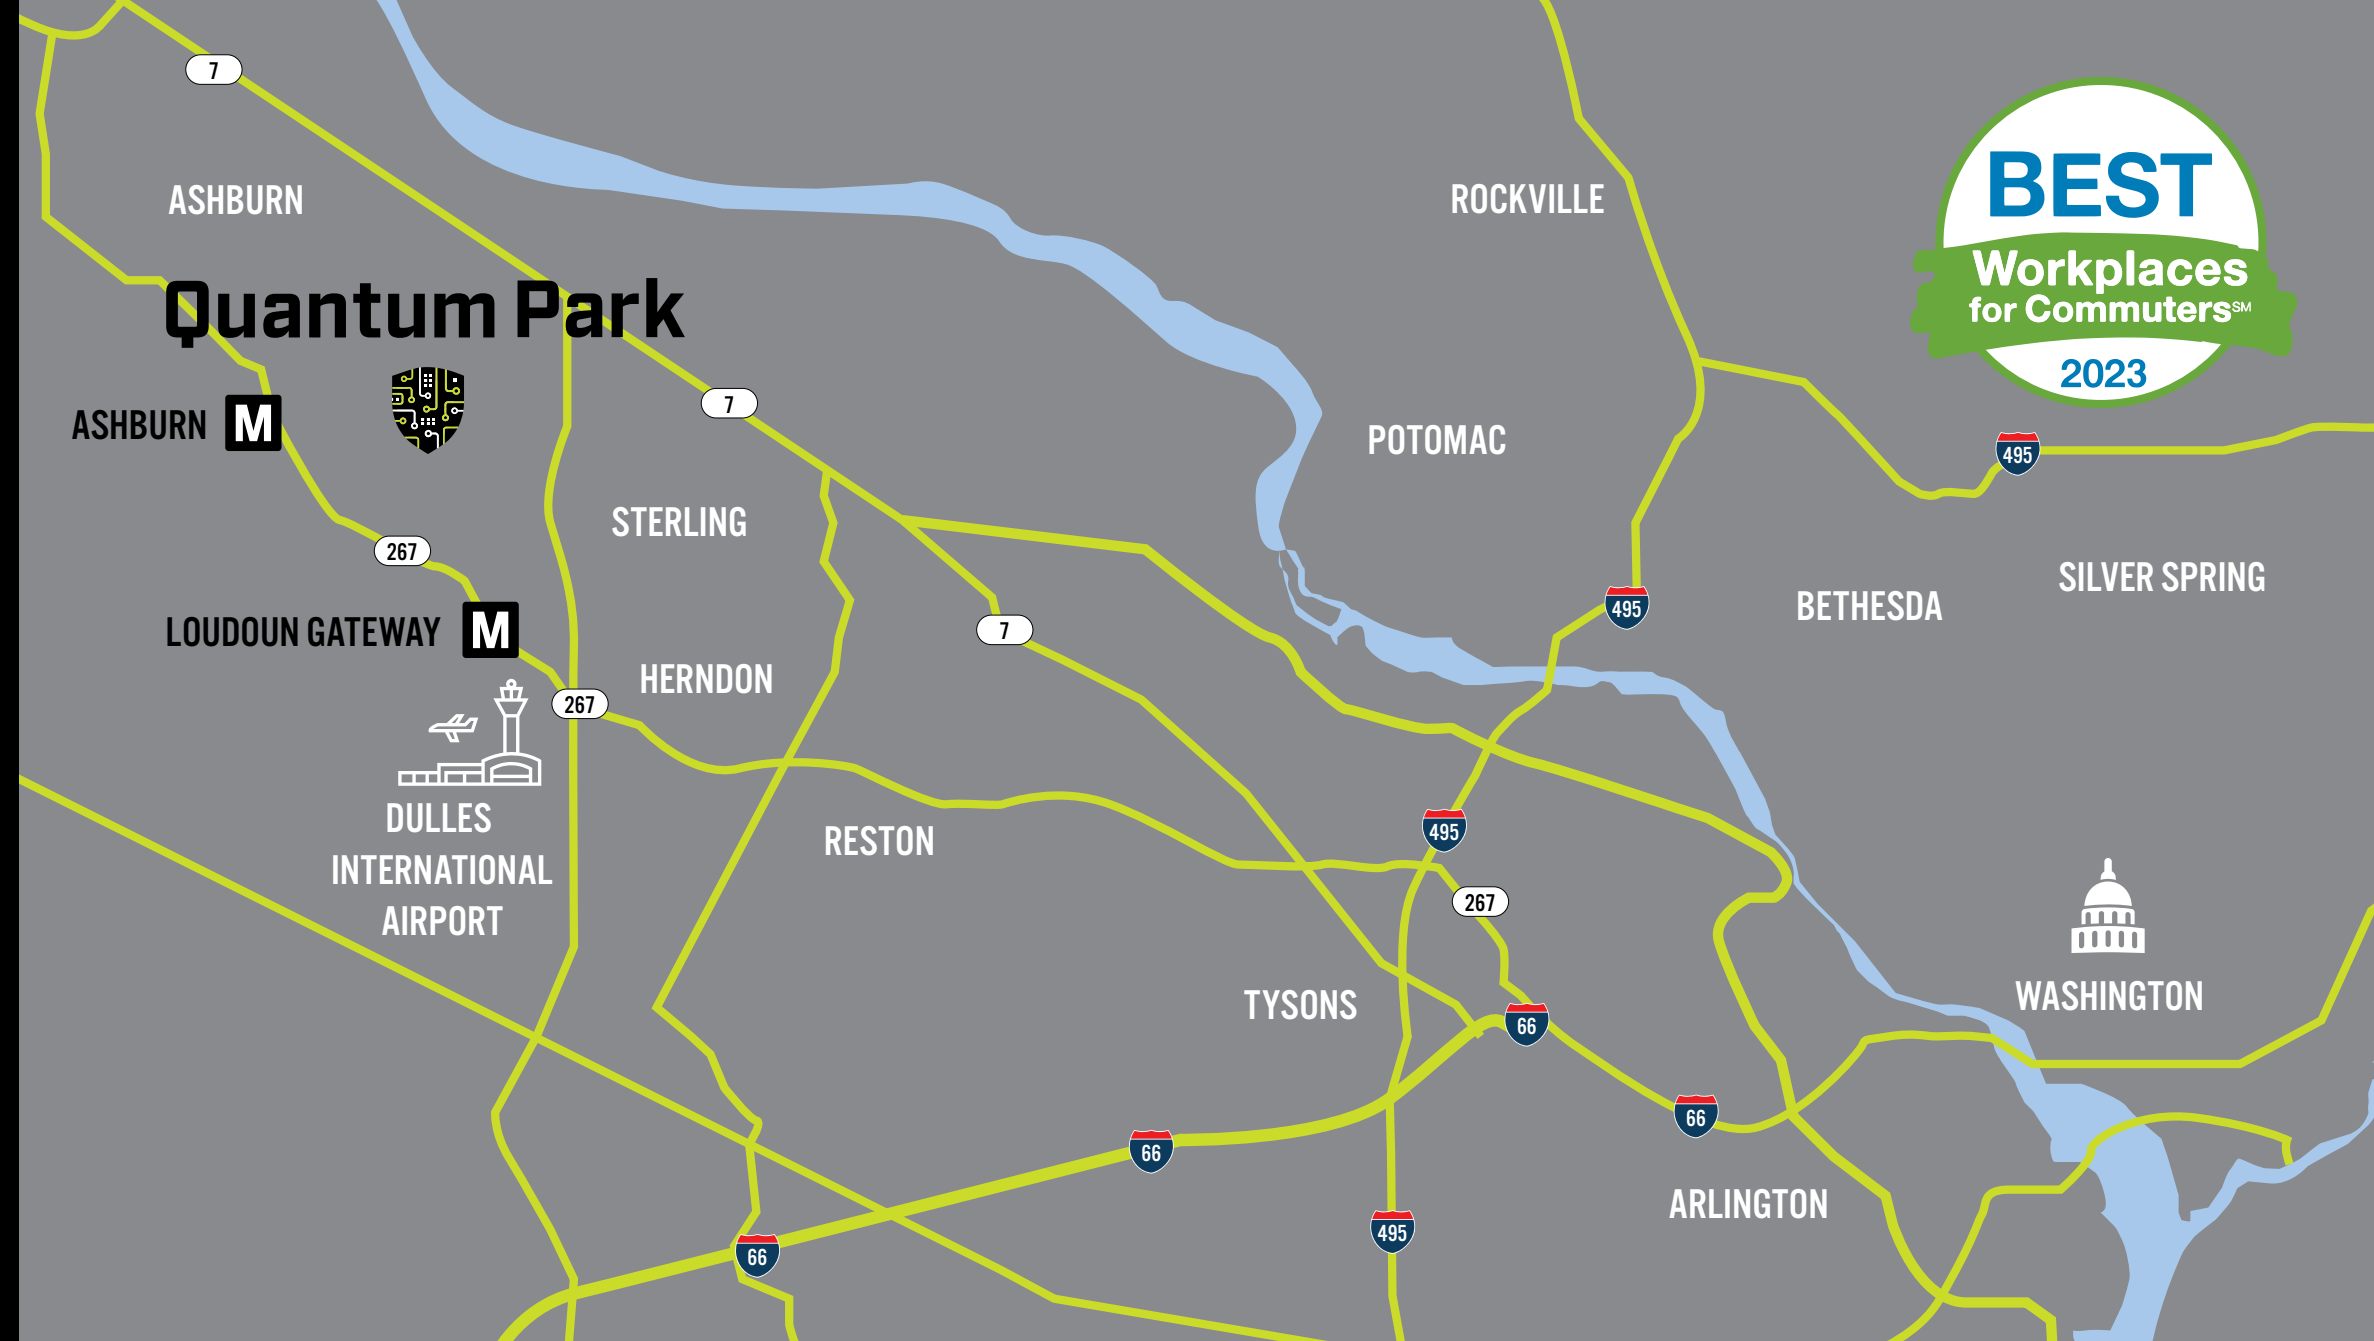 7
ASHBURN
ROCKVILLE
BEST
Workplaces
for Commuters℠
2023
Quantum Park
7
ASHBURN M
POTOMAC
495
STERLING
267
SILVER SPRING
495
BETHESDA
LOUDOUN GATEWAY M
7
HERNDON
267
DULLES
INTERNATIONAL
AIRPORT
RESTON
495
267
WASHINGTON
TYSONS
66
66
66
ARLINGTON
495
66